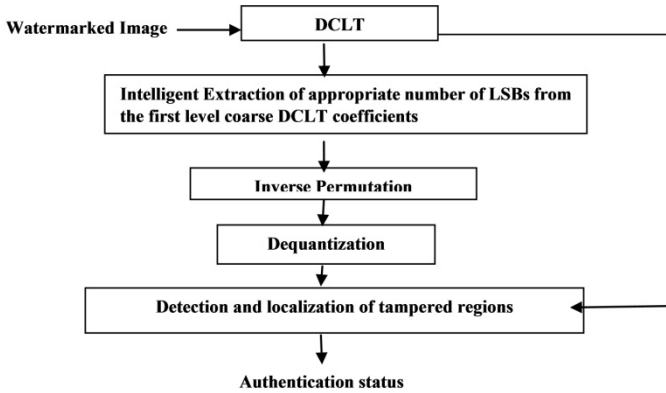 Watermarked Image
DCLT
Intelligent Extraction of appropriate number of LSBs from
the first level coarse DCLT coefficients
Inverse Permutation
Dequantization
Detection and localization of tampered regions
Authentication status